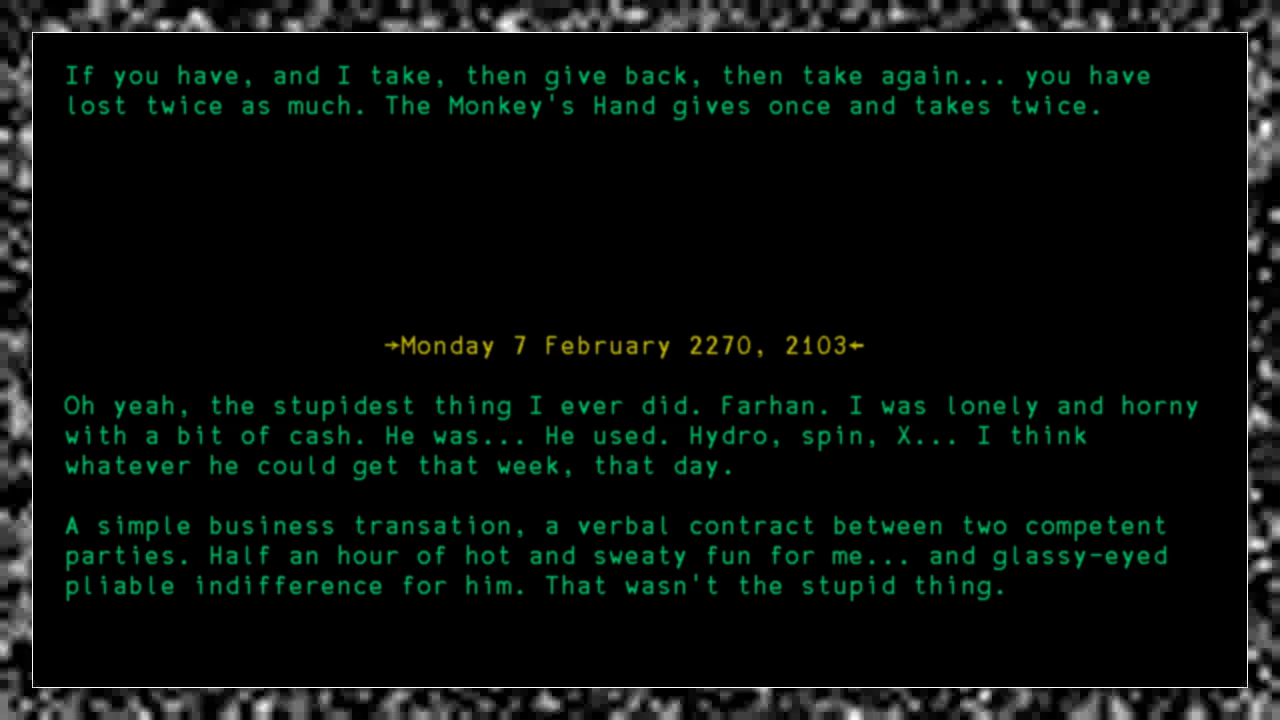 If you have, and I take, then give back, then take again... you have
lost twice as much. The Monkey's Hand gives once and takes twice.
→Monday 7 February 2270, 2103←
Oh yeah, the stupidest thing I ever did. Farhan. I was lonely and horny
with a bit of cash. He was... He used. Hydro, spin, X... I think
whatever he could get that week, that day.
A simple business transation, a verbal contract between two competent
parties. Half an hour of hot and sweaty fun for me... and glassy-eyed
pliable indifference for him. That wasn't the stupid thing.